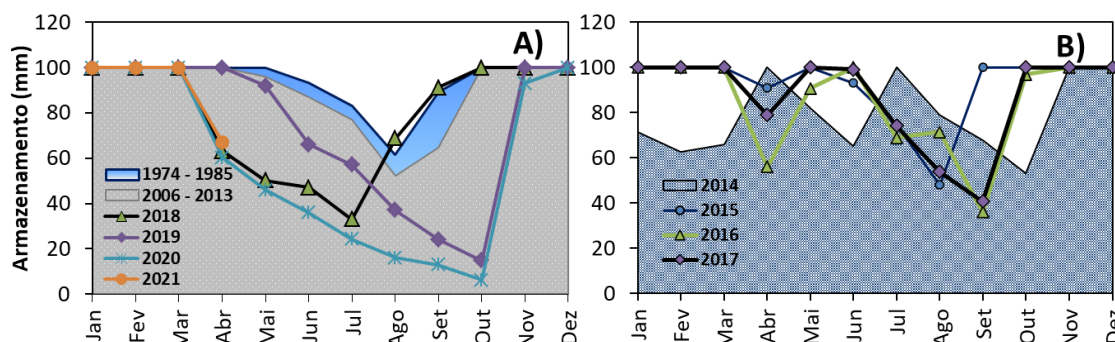 Armazenamento (mm)
120
100
80
60
40
20
0
A)
1974 - 1985
2006 - 2013
2018
2019
2020
2021
Jan
Fev
Mar
Abr
Mai
Jun
Jul
Ago
Set
Out
Nov
Dez
120
100
80
60
40
20
0
B)
2014
2015
2016
2017
Jan
Fev
Mar
Abr
Mai
Jun
Jul
Ago
Set
Out
Nov
Dez